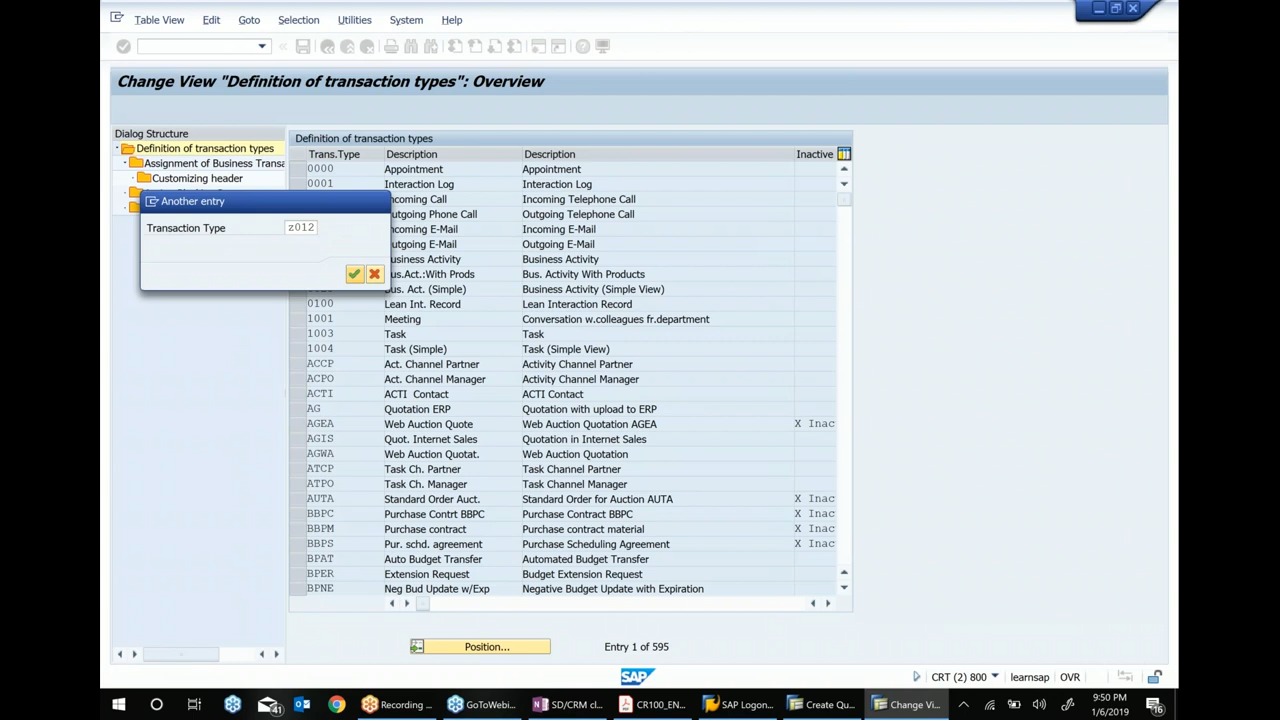 Table View Edit Goto Selection Utilities System Help
Change View "Definition of transaction types": Overview
Dialog Structure
Definition of transaction types
Assignment of Business Transa
Customizing header
Another entry
Transaction Type z012
Definition of transaction types
Trans.Type Description Description Inactive
0000 Appointment Appointment
0001 Interaction Log Interaction Log
ncoming Call Incoming Telephone Call
utgoing Phone Call Outgoing Telephone Call
ncoming E-Mail Incoming E-Mail
utgoing E-Mail Outgoing E-Mail
usiness Activity Business Activity
us.Act.:With Prods Bus. Activity With Products
Bus. Act. (Simple) Business Activity (Simple View)
0100 Lean Int. Record Lean Interaction Record
1001 Meeting Conversation w.colleagues fr.department
1003 Task Task
1004 Task (Simple) Task (Simple View)
ACCP Act. Channel Partner Activity Channel Partner
ACPO Act. Channel Manager Activity Channel Manager
ACTI ACTI Contact ACTI Contact
AG Quotation ERP Quotation with upload to ERP
AGEA Web Auction Quote Web Auction Quotation AGEA X Inac
AGIS Quot. Internet Sales Quotation in Internet Sales
AGWA Web Auction Quotat. Web Auction Quotation
ATCP Task Ch. Partner Task Channel Partner
ATPO Task Ch. Manager Task Channel Manager
AUTA Standard Order Auct. Standard Order for Auction AUTA X Inac
BBPC Purchase Contrt BBPC Purchase Contract BBPC X Inac
BBPM Purchase contract Purchase contract material X Inac
BBPS Pur. schd. agreement Purchase Scheduling Agreement X Inac
BPAT Auto Budget Transfer Automated Budget Transfer
BPER Extension Request Budget Extension Request
BPNE Neg Bud Update w/Exp Negative Budget Update with Expiration
Position... Entry 1 of 595
SAP CRT (2) 800 learnsap OVR
41 Recording ... GoToWebi... SD/CRM cl... CR100_EN... SAP Logon... Create Qu... Change Vi... 9:50 PM
1/6/2019 16